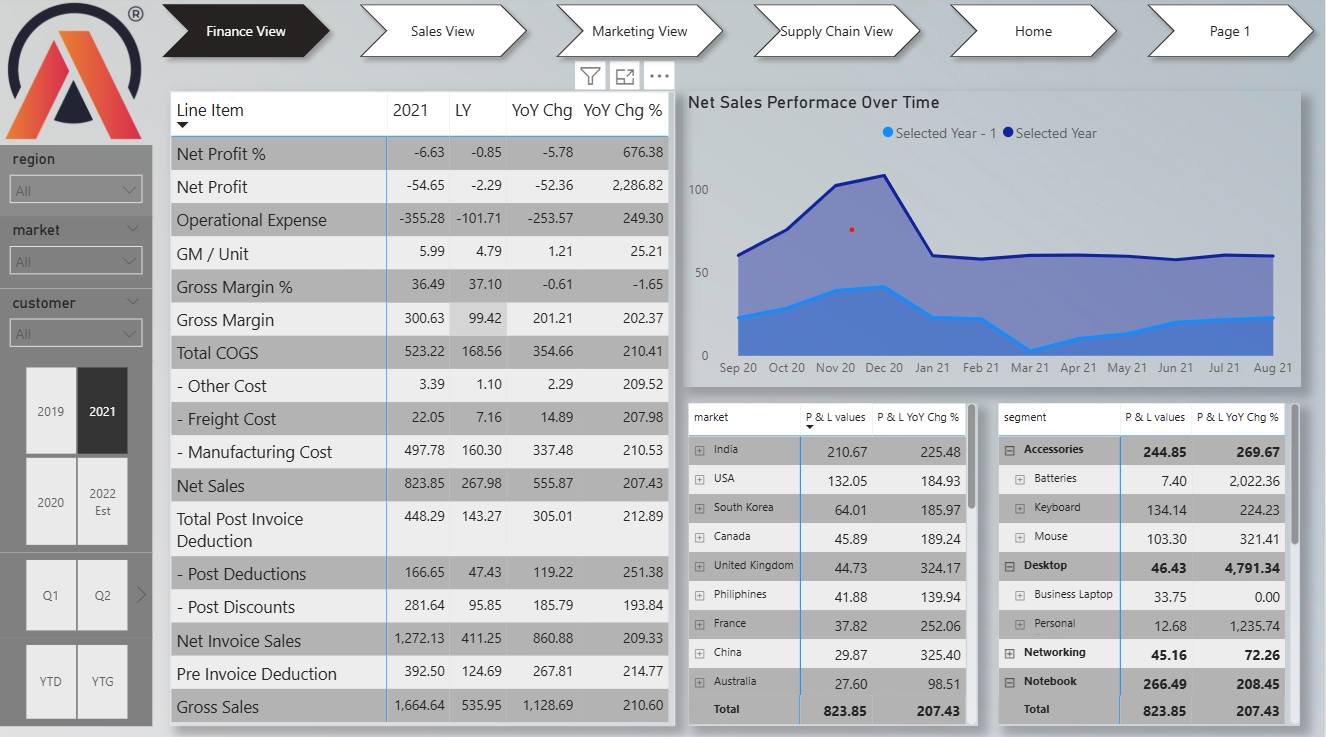 ®
Finance View
Sales View
Marketing View
Supply Chain View
Home
Page 1
region
All
market
All
customer
All
2019
2021
2020
2022 Est
Q1
Q2
YTD
YTG
Line Item 2021 LY YoY Chg YoY Chg %
Net Profit % -6.63 -0.85 -5.78 676.38
Net Profit -54.65 -2.29 -52.36 2,286.82
Operational Expense -355.28 -101.71 -253.57 249.30
GM / Unit 5.99 4.79 1.21 25.21
Gross Margin % 36.49 37.10 -0.61 -1.65
Gross Margin 300.63 99.42 201.21 202.37
Total COGS 523.22 168.56 354.66 210.41
- Other Cost 3.39 1.10 2.29 209.52
- Freight Cost 22.05 7.16 14.89 207.98
- Manufacturing Cost 497.78 160.30 337.48 210.53
Net Sales 823.85 267.98 555.87 207.43
Total Post Invoice 448.29 143.27 305.01 212.89
Deduction
- Post Deductions 166.65 47.43 119.22 251.38
- Post Discounts 281.64 95.85 185.79 193.84
Net Invoice Sales 1,272.13 411.25 860.88 209.33
Pre Invoice Deduction 392.50 124.69 267.81 214.77
Gross Sales 1,664.64 535.95 1,128.69 210.60
Net Sales Performace Over Time
Selected Year - 1 Selected Year
100
50
0
Sep 20 Oct 20 Nov 20 Dec 20 Jan 21 Feb 21 Mar 21 Apr 21 May 21 Jun 21 Jul 21 Aug 21
market P & L values P & L YoY Chg %
India 210.67 225.48
USA 132.05 184.93
South Korea 64.01 185.97
Canada 45.89 189.24
United Kingdom 44.73 324.17
Philiphines 41.88 139.94
France 37.82 252.06
China 29.87 325.40
Australia 27.60 98.51
Total 823.85 207.43
segment P & L values P & L YoY Chg %
Accessories 244.85 269.67
Batteries 7.40 2,022.36
Keyboard 134.14 224.23
Mouse 103.30 321.41
Desktop 46.43 4,791.34
Business Laptop 33.75 0.00
Personal 12.68 1,235.74
Networking 45.16 72.26
Notebook 266.49 208.45
Total 823.85 207.43